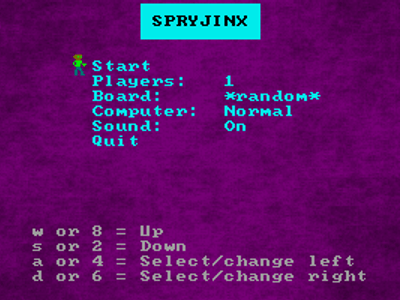 SPRYJINX
Start
Players: 1
Board: *random*
Computer: Normal
Sound: On
Quit
w or 8 = Up
s or 2 = Down
a or 4 = Select/change left
d or 6 = Select/change right